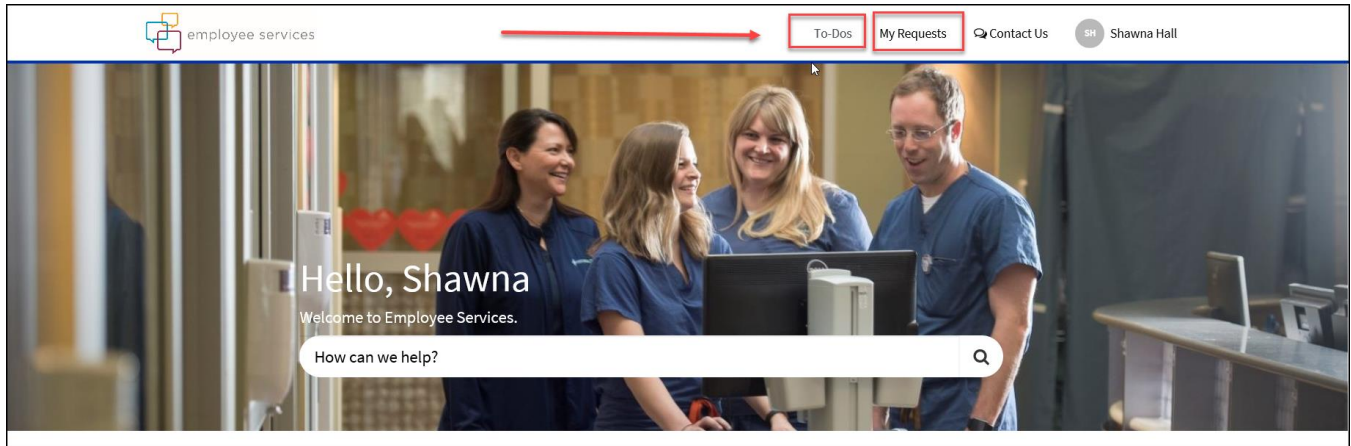 employee services
To-Dos My Requests Contact Us SH Shawna Hall
Hello, Shawna
Welcome to Employee Services.
How can we help?